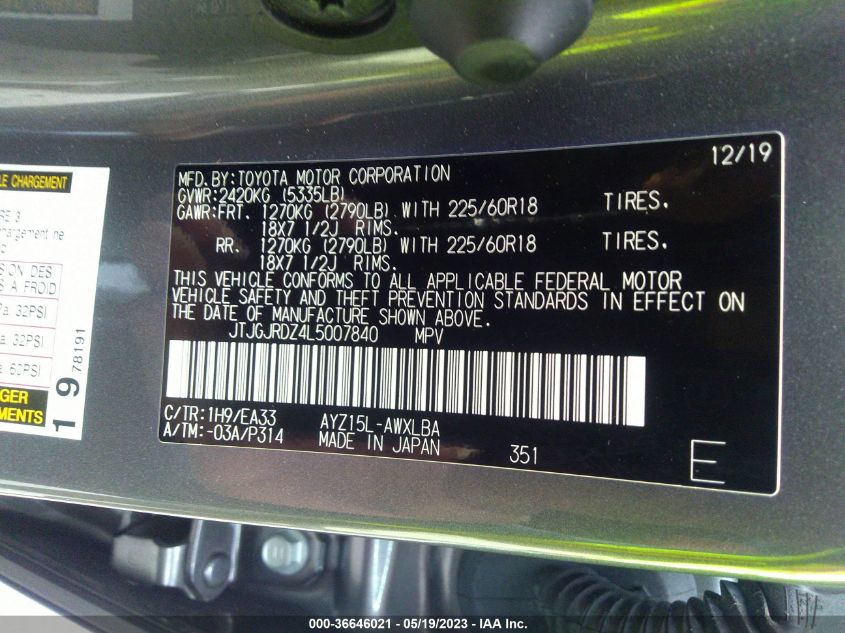 12/19
MFD. BY: TOYOTA MOTOR CORPORATION
GVWR: 2420KG (5335LB)
GAWR: FRT. 1270KG (2790LB) WITH 225/60R18 TIRES.
18X7 1/2J RIMS.
RR. 1270KG (2790LB) WITH 225/60R18 TIRES.
18X7 1/2J RIMS.
THIS VEHICLE CONFORMS TO ALL APPLICABLE FEDERAL MOTOR
VEHICLE SAFETY AND THEFT PREVENTION STANDARDS IN EFFECT ON
THE DATE OF MANUFACTURE SHOWN ABOVE.
JTJGJRDZ4L5007840 MPV
C/TR: 1H9/EA33 AYZ15L-AWXLBA
A/TM: -03A/P314 MADE IN JAPAN 351 E
CHARGEMENT
ne
DES
A FROID
32PSI
32PSI
60PSI
19 78191
000-36646021 - 05/19/2023 - IAA Inc.